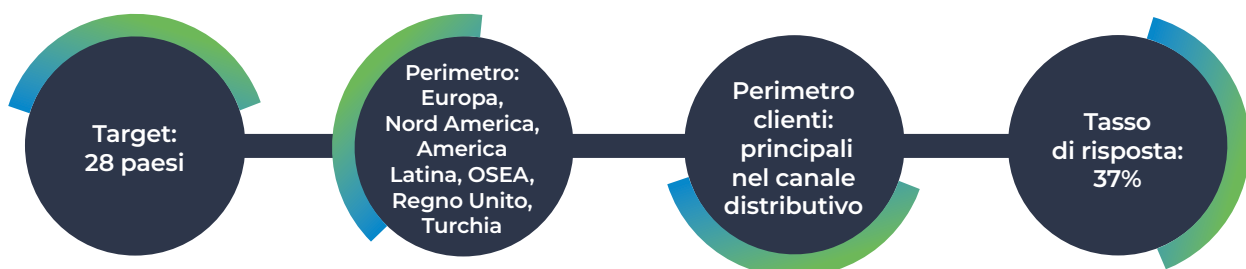 Target:
28 paesi
Perimetro:
Europa,
Nord America,
America
Latina, OSEA,
Regno Unito,
Turchia
Perimetro
clienti:
principali
nel canale
distributivo
Tasso
di risposta:
37%